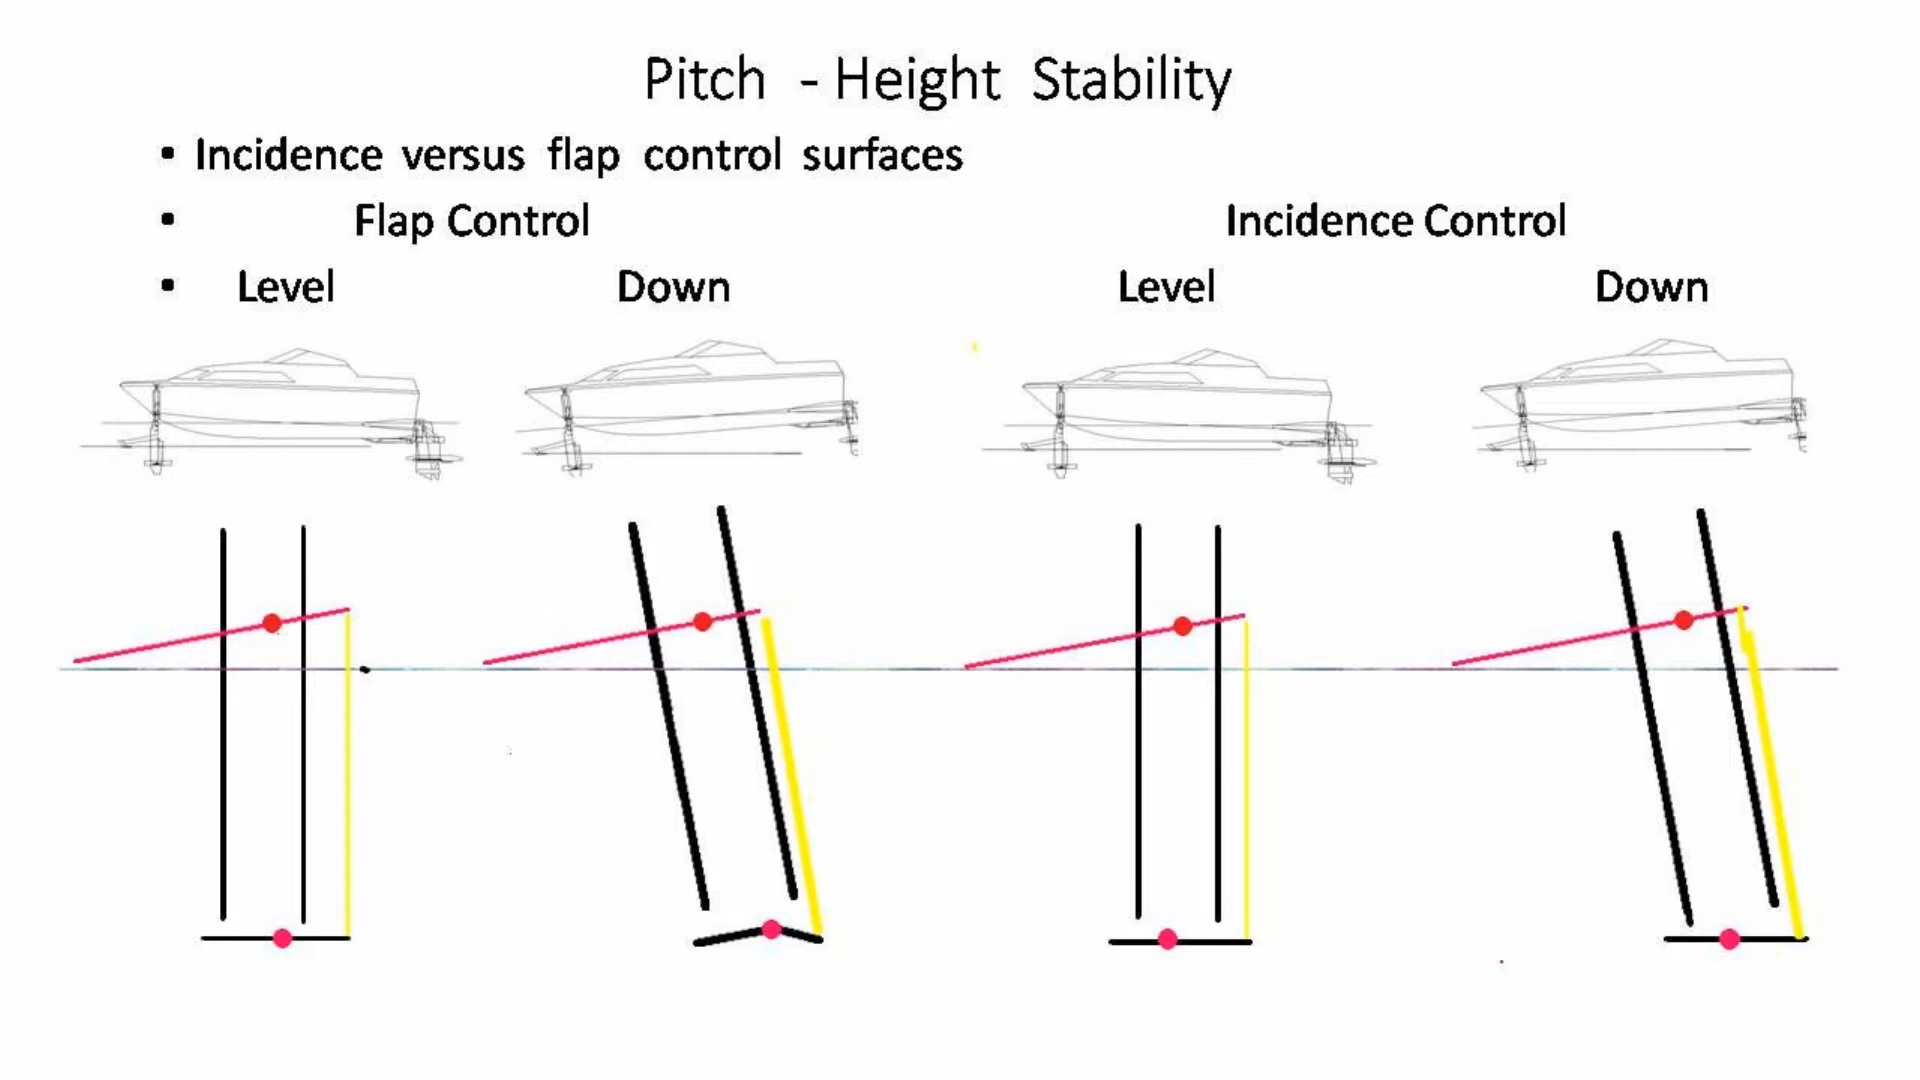 Pitch - Height Stability
• Incidence versus flap control surfaces
• Flap Control Incidence Control
• Level Down Level Down